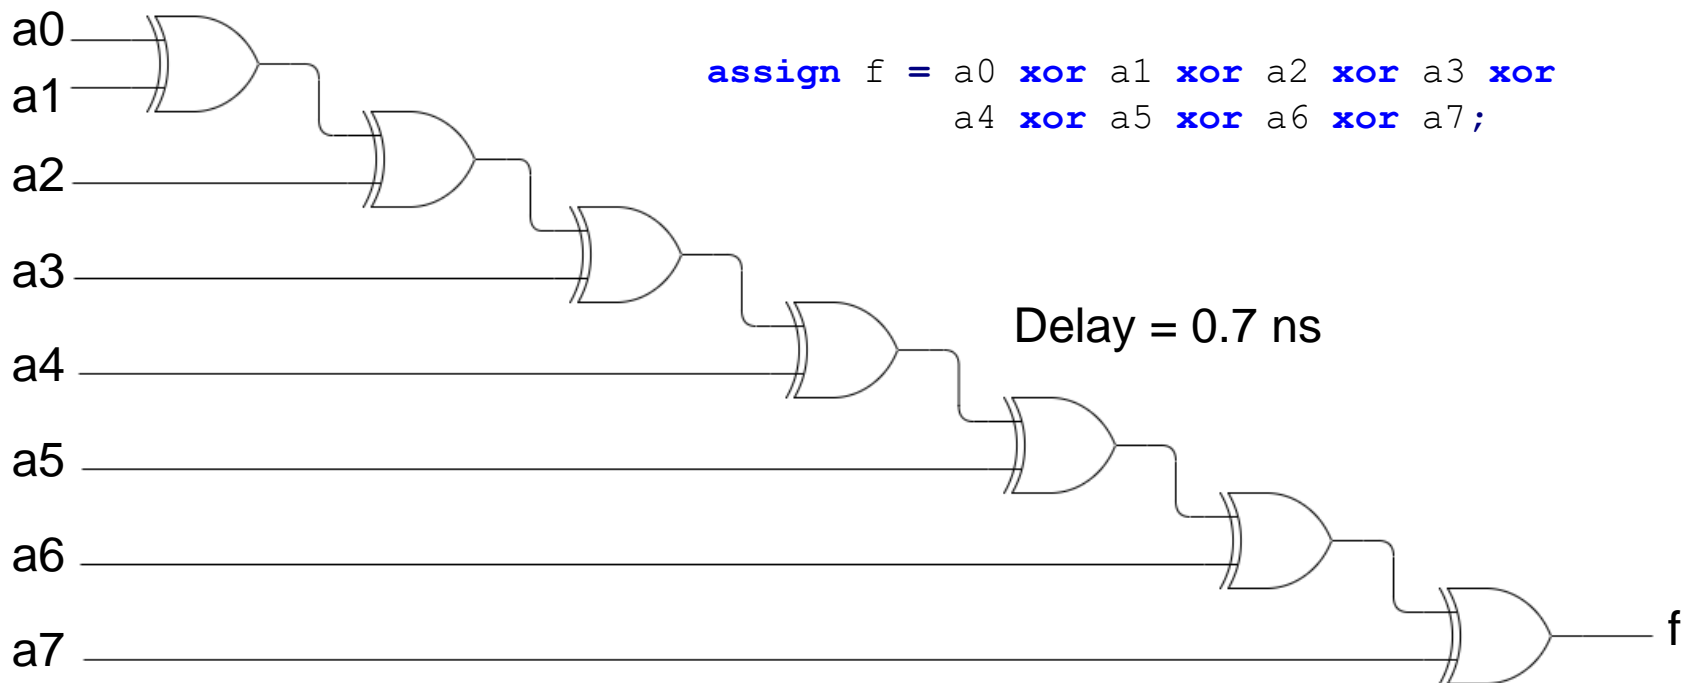 a0
assign f = a0 xor a1 xor a2 xor a3 xor
a1
a4 xor a5 xor a6 xor a7;
a2
a3
Delay = 0.7 ns
a4
a5
a6
f
a7